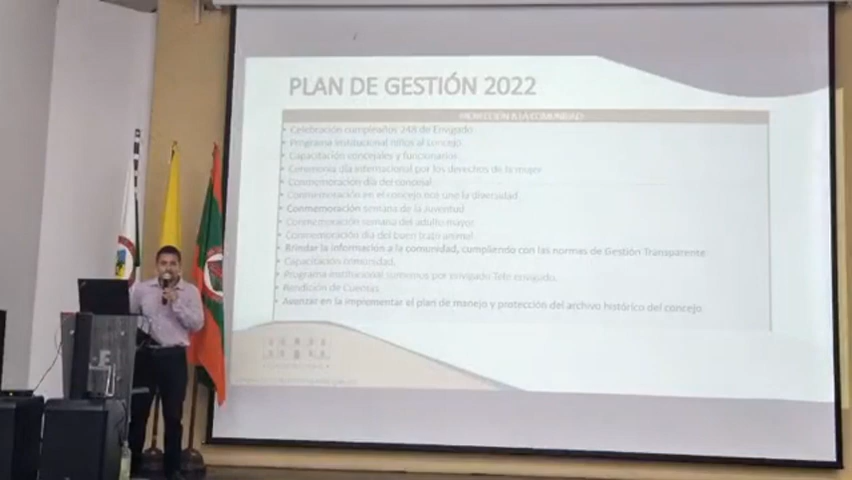 PLAN DE GESTIÓN 2022
PROYECCIÓN A LA COMUNIDAD
• Celebración cumpleaños 248 de Envigado
• Programa institucional niños al concejo
• Capacitación concejales y funcionarios
• Ceremonia día internacional por los derechos de la mujer
• Conmemoración día del concejal
• Conmemoración en el concejo nos une la diversidad
• Conmemoración semana de la juventud
• Conmemoración semana del adulto mayor
• Conmemoración día del buen trato animal
• Brindar la información a la comunidad, cumpliendo con las normas de Gestión Transparente
• Capacitación comunidad.
• Programa institucional sumemos por envigado Tele envigado.
• Rendición de Cuentas
• Avanzar en la implementar el plan de manejo y protección del archivo histórico del concejo